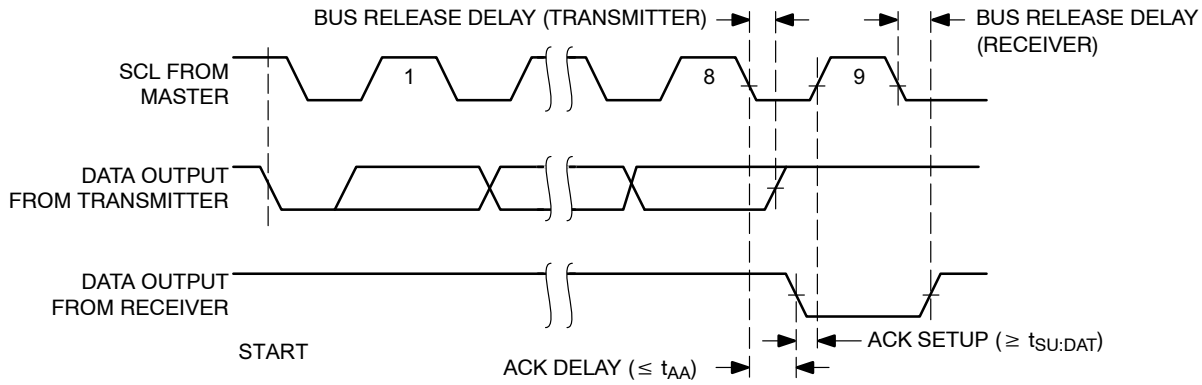 BUS RELEASE DELAY (TRANSMITTER)
BUS RELEASE DELAY
(RECEIVER)
SCL FROM
MASTER
1
8
9
DATA OUTPUT
FROM TRANSMITTER
DATA OUTPUT
FROM RECEIVER
START
ACK SETUP (≥ tSU:DAT)
ACK DELAY (≤ tAA)